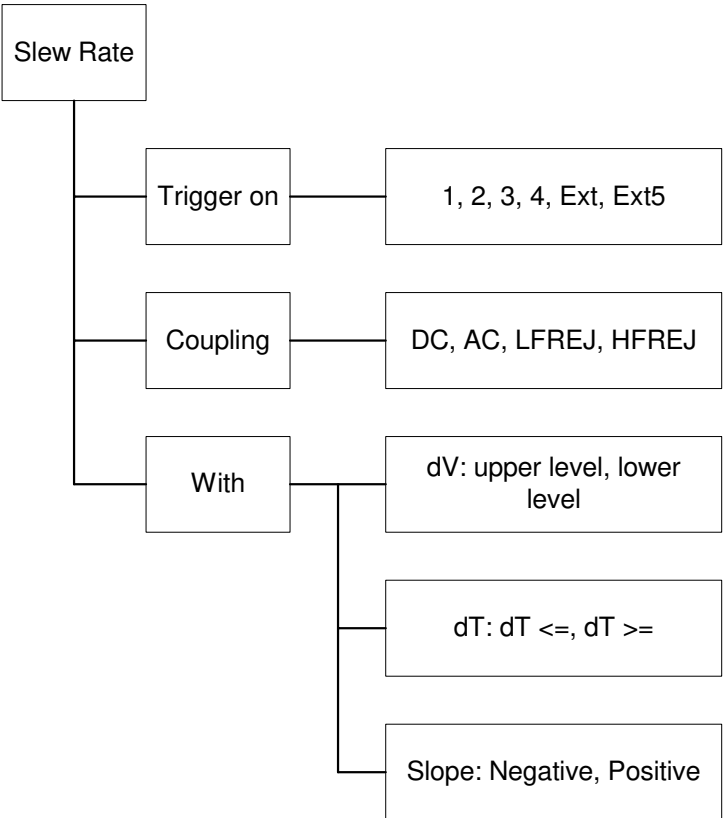 Slew Rate
Trigger on
1, 2, 3, 4, Ext, Ext5
Coupling
DC, AC, LFREJ, HFREJ
With
dV: upper level, lower
level
dT: dT <=, dT >=
Slope: Negative, Positive